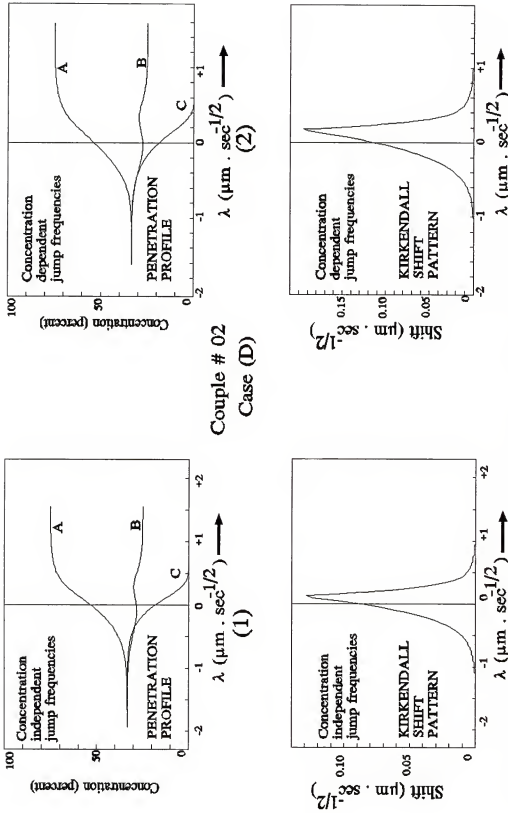 100
50
0
Concentration (percent)
Concentration
independent
jump frequencies
PENETRATION
PROFILE
A
B
C
-2
-1
0
+1
+2
λ (μm . sec^-1/2)
(1)
100
50
0
Concentration (percent)
Concentration
dependent
jump frequencies
PENETRATION
PROFILE
A
B
C
-2
-1
0
+1
λ (μm . sec^-1/2)
(2)
Couple # 02
Case (D)
0.10
0.05
0
Shift (μm . sec^-1/2)
Concentration
independent
jump frequencies
KIRKENDALL
SHIFT
PATTERN
-2
-1
0
+1
+2
λ (μm . sec^-1/2)
0.15
0.10
0.05
0
Shift (μm . sec^-1/2)
Concentration
dependent
jump frequencies
KIRKENDALL
SHIFT
PATTERN
-2
-1
0
+1
λ (μm . sec^-1/2)